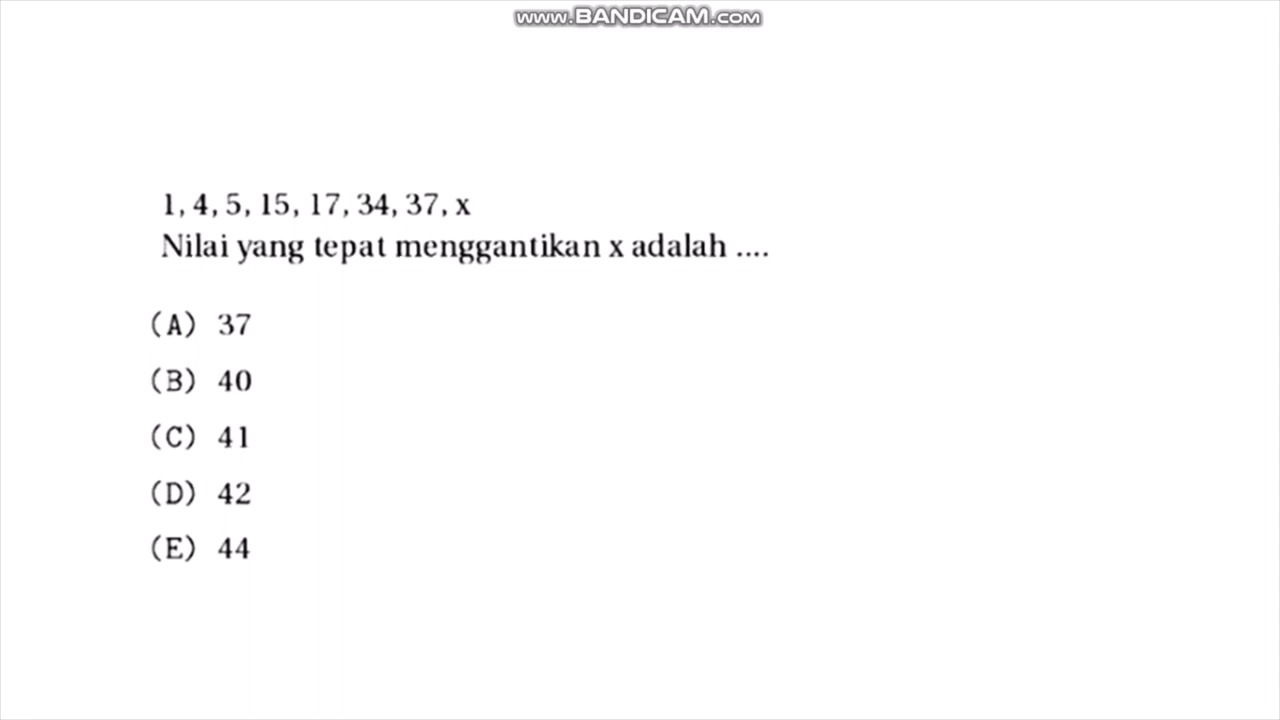 www.BANDICAM.com
1, 4, 5, 15, 17, 34, 37, x
Nilai yang tepat menggantikan x adalah ....
(A) 37
(B) 40
(C) 41
(D) 42
(E) 44